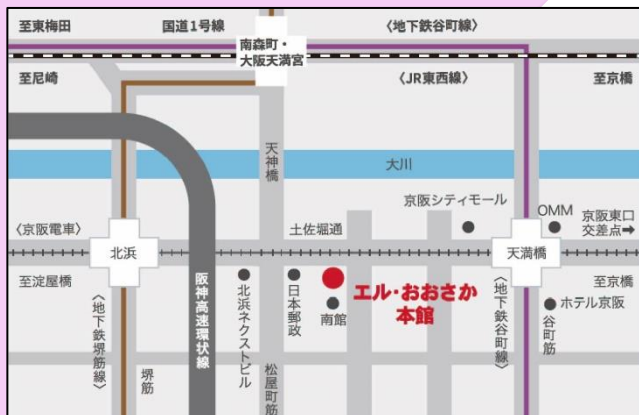 至東梅田
国道1号線
〈地下鉄谷町線〉
南森町・
大阪天満宮
至尼崎
〈JR東西線〉
至京橋
天神橋
大川
京阪シティモール
OMM
京阪東口
交差点➡
〈京阪電車〉
土佐堀通
北浜
天満橋
至淀屋橋
至京橋
阪神高速環状線
北浜ネクストビル
日本郵政
南館
エル・おおさか
本館
ホテル京阪
〈地下鉄堺筋線〉
堺筋
松屋町筋
〈地下鉄谷町線〉
谷町筋